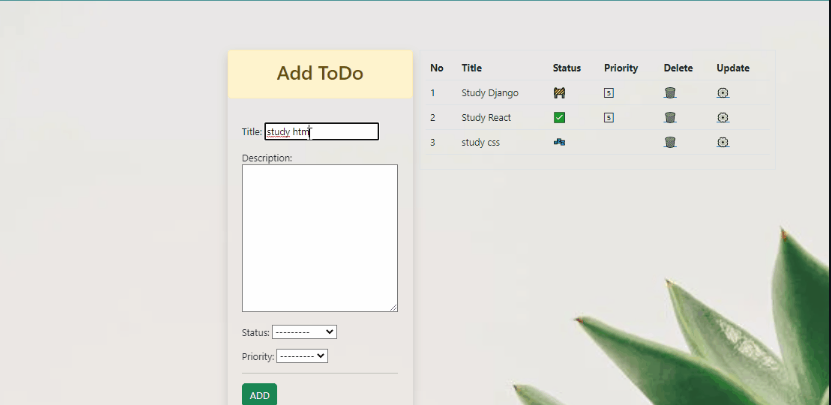 Add ToDo
Title: study htm
Description:
Status: ---------
Priority: ---------
ADD
No Title Status Priority Delete Update
1 Study Django 5
2 Study React 5
3 study css